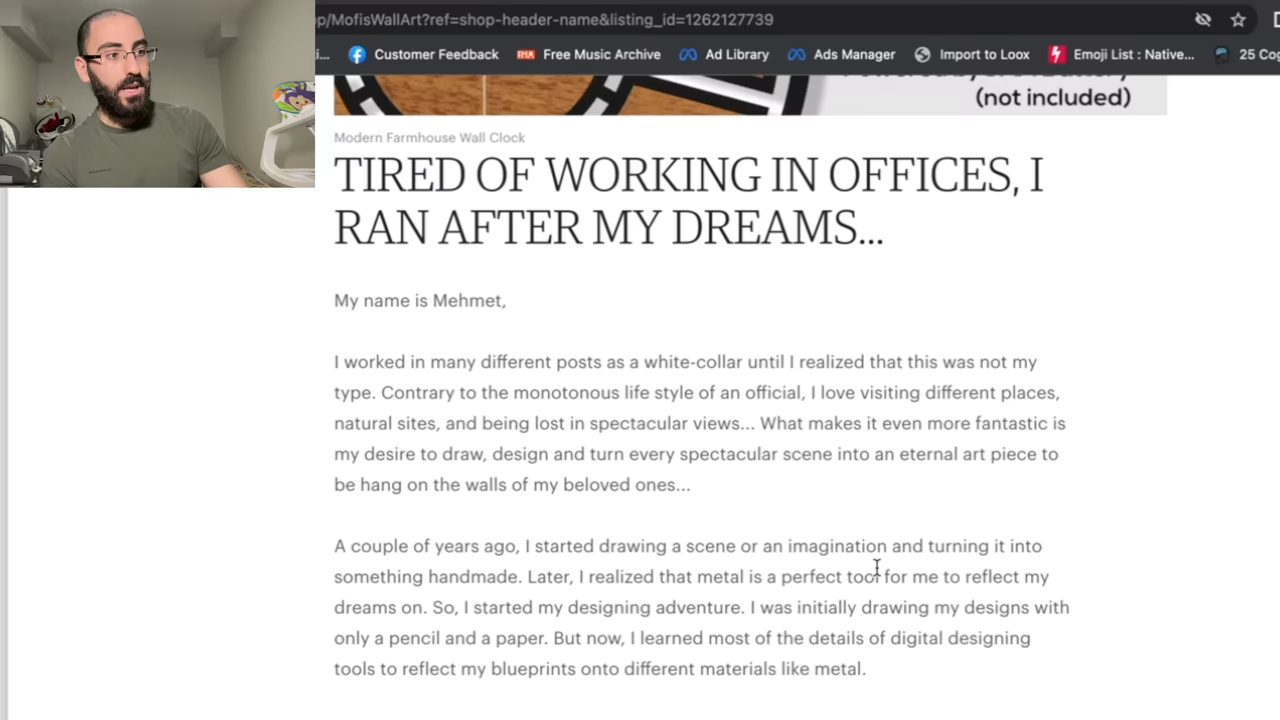 p/MofisWallArt?ref=shop-header-name&listing_id=1262127739
i... Customer Feedback Free Music Archive Ad Library Ads Manager Import to Loox Emoji List : Native... 25 Cog
(not included)
Modern Farmhouse Wall Clock
TIRED OF WORKING IN OFFICES, I
RAN AFTER MY DREAMS...
My name is Mehmet,
I worked in many different posts as a white-collar until I realized that this was not my
type. Contrary to the monotonous life style of an official, I love visiting different places,
natural sites, and being lost in spectacular views... What makes it even more fantastic is
my desire to draw, design and turn every spectacular scene into an eternal art piece to
be hang on the walls of my beloved ones...
A couple of years ago, I started drawing a scene or an imagination and turning it into
something handmade. Later, I realized that metal is a perfect tool for me to reflect my
dreams on. So, I started my designing adventure. I was initially drawing my designs with
only a pencil and a paper. But now, I learned most of the details of digital designing
tools to reflect my blueprints onto different materials like metal.